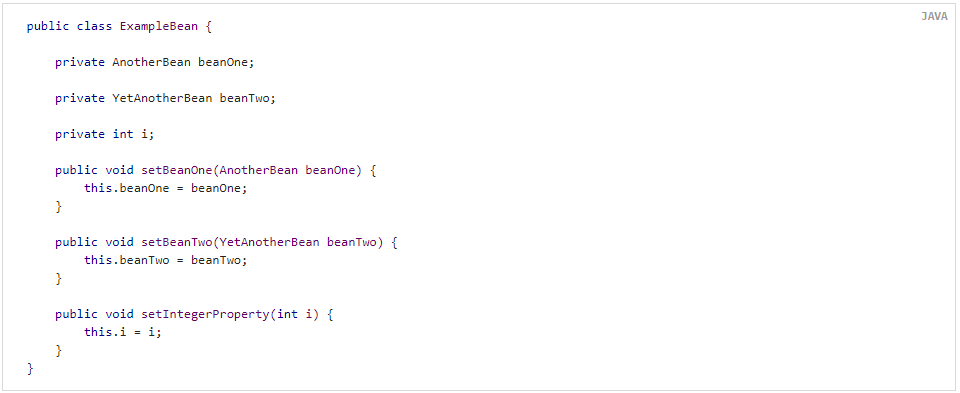 JAVA
public class ExampleBean {
    private AnotherBean beanOne;
    private YetAnotherBean beanTwo;
    private int i;
    public void setBeanOne(AnotherBean beanOne) {
        this.beanOne = beanOne;
    }
    public void setBeanTwo(YetAnotherBean beanTwo) {
        this.beanTwo = beanTwo;
    }
    public void setIntegerProperty(int i) {
        this.i = i;
    }
}